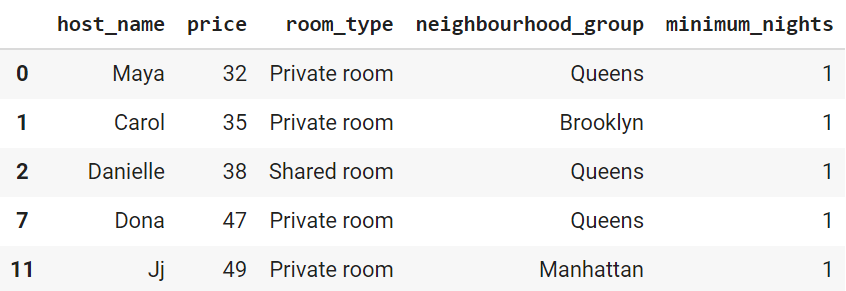 host_name price room_type neighbourhood_group minimum_nights
0 Maya 32 Private room Queens 1
1 Carol 35 Private room Brooklyn 1
2 Danielle 38 Shared room Queens 1
7 Dona 47 Private room Queens 1
11 Jj 49 Private room Manhattan 1